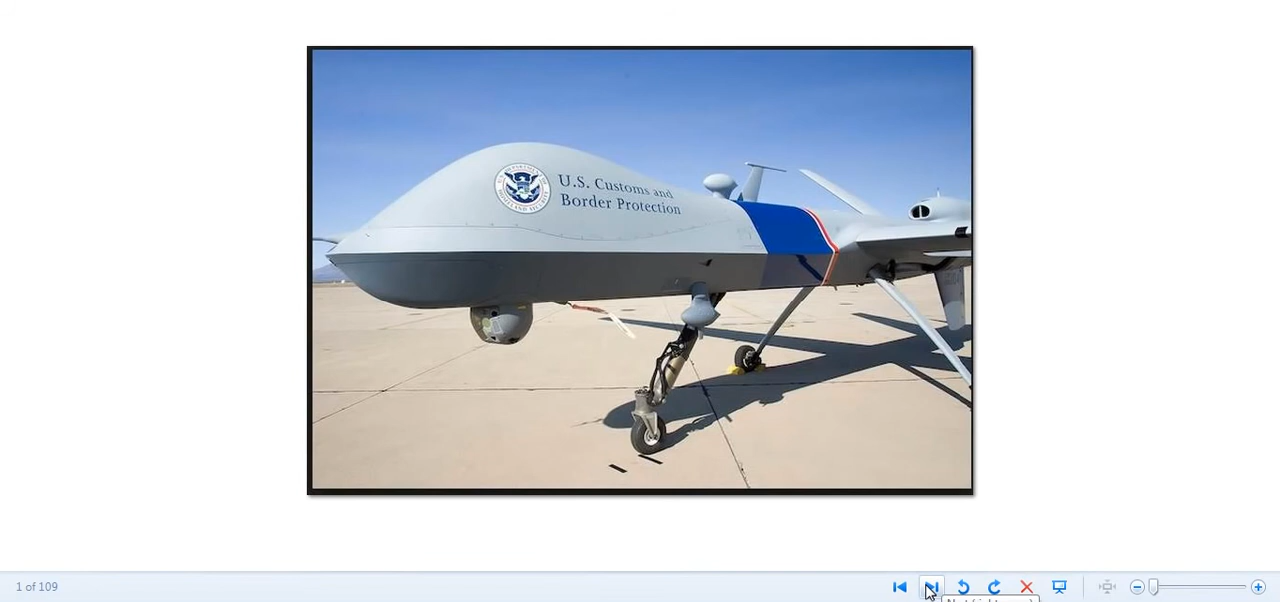 U.S. Customs and
Border Protection
1 of 109